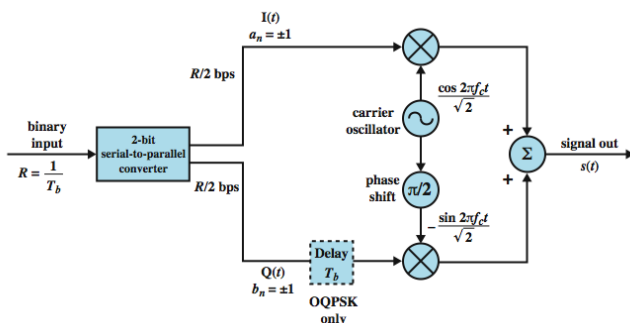 I(t)
aₙ = ±1
R/2 bps
binary
input
R = 1/T_b
2-bit
serial-to-parallel
converter
R/2 bps
carrier
oscillator
cos 2πf_ct/√2
phase
shift
π/2
− sin 2πf_ct/√2
+
Σ
+
signal out
s(t)
Q(t)
bₙ = ±1
Delay
T_b
OQPSK
only